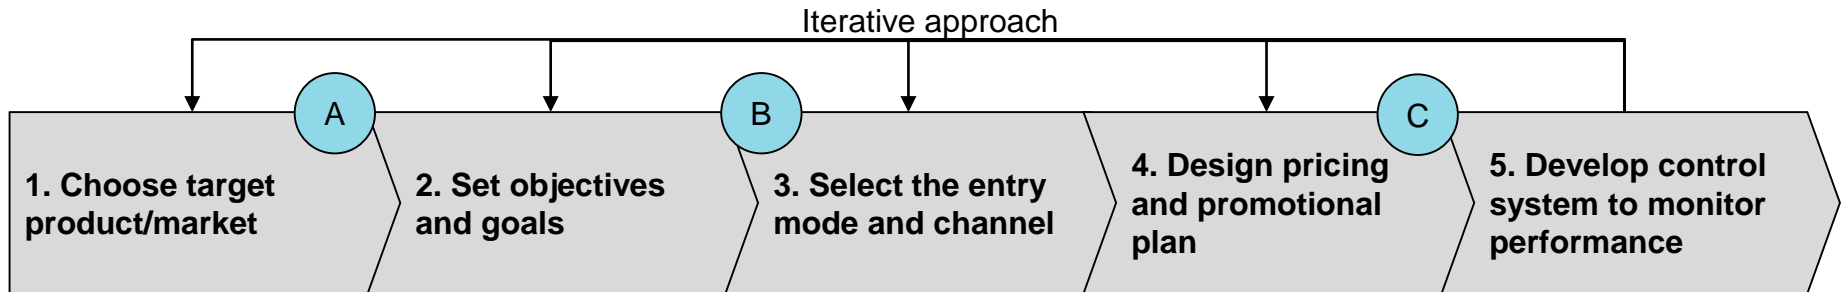 Iterative approach
A
B
C
1. Choose target
product/market
2. Set objectives
and goals
3. Select the entry
mode and channel
4. Design pricing
and promotional
plan
5. Develop control
system to monitor
performance